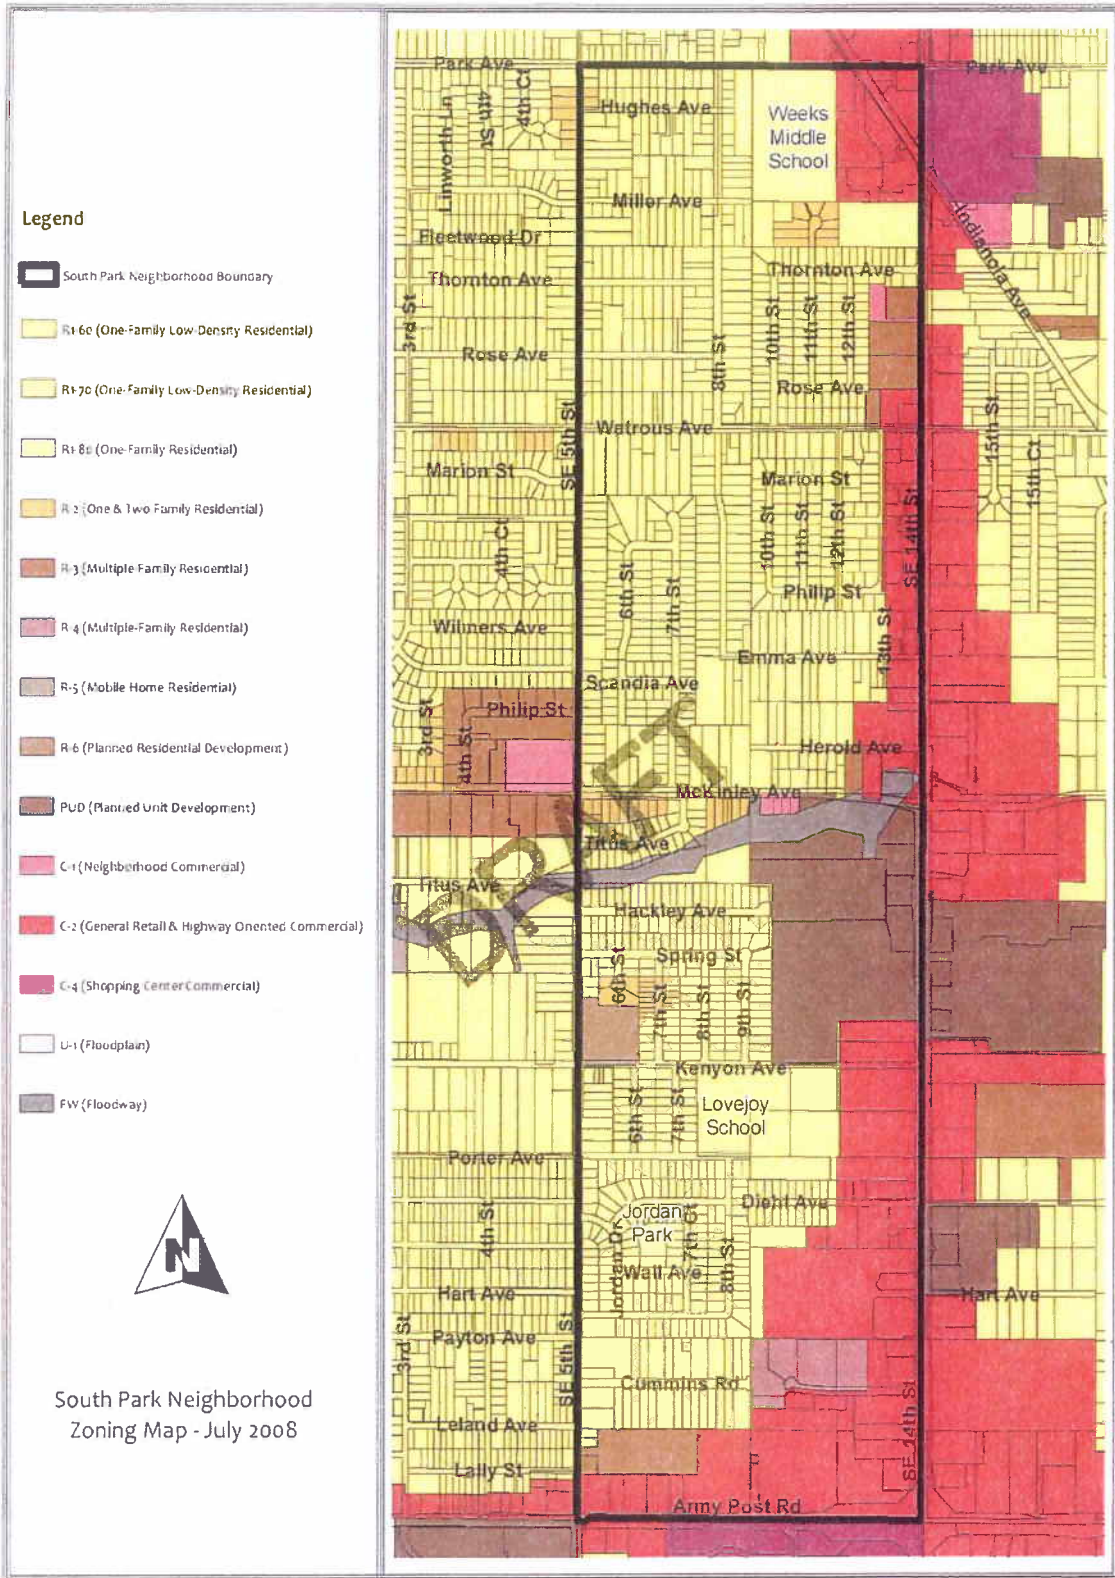 Legend
South Park Neighborhood Boundary
R1-60 (One-Family Low-Density Residential)
R1-70 (One-Family Low-Density Residential)
R1-80 (One-Family Residential)
R-2 (One & Two Family Residential)
R-3 (Multiple-Family Residential)
R-4 (Multiple-Family Residential)
R-5 (Mobile Home Residential)
R-6 (Planned Residential Development)
PUD (Planned Unit Development)
C-1 (Neighborhood Commercial)
C-2 (General Retail & Highway Oriented Commercial)
C-4 (Shopping Center Commercial)
U-1 (Floodplain)
FW (Floodway)
N
South Park Neighborhood
Zoning Map - July 2008
Park Ave
Park Ave
Linworth Ln
4th St
4th Ct
Hughes Ave
Weeks
Middle
School
Miller Ave
Indianola Ave
Fleetwood Dr
Thornton Ave
Thornton Ave
3rd St
Rose Ave
8th St
10th St
11th St
12th St
Rose Ave
SE 5th St
Watrous Ave
15th St
15th Ct
Marion St
Marion St
4th Ct
10th St
11th St
12th St
SE 14th St
6th St
7th St
Philip St
Wilmers Ave
13th St
Emma Ave
Scandia Ave
3rd St
Philip St
4th St
Herold Ave
McKinley Ave
DRAFT
Titus Ave
Titus Ave
Hackley Ave
Spring St
6th St
7th St
8th St
9th St
Kenyon Ave
6th St
7th St
Lovejoy
School
Porter Ave
4th St
Diehl Ave
Jordan
Park
Jordan Dr
7th Ct
8th St
Wall Ave
Hart Ave
Hart Ave
3rd St
Payton Ave
SE 5th St
Cummins Rd
Leland Ave
SE 14th St
Lally St
Army Post Rd